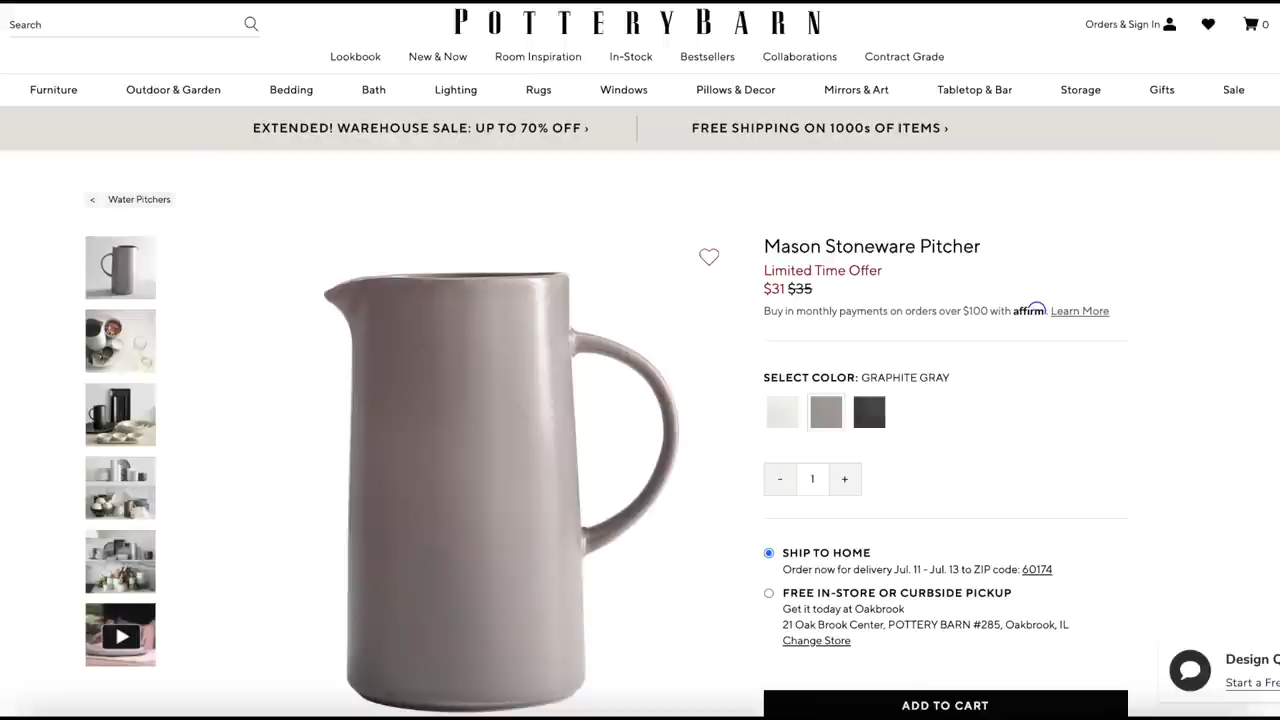 Search
POTTERYBARN
Orders & Sign In
0
Lookbook New & Now Room Inspiration In-Stock Bestsellers Collaborations Contract Grade
Furniture Outdoor & Garden Bedding Bath Lighting Rugs Windows Pillows & Decor Mirrors & Art Tabletop & Bar Storage Gifts Sale
EXTENDED! WAREHOUSE SALE: UP TO 70% OFF › FREE SHIPPING ON 1000s OF ITEMS ›
< Water Pitchers
Mason Stoneware Pitcher
Limited Time Offer
$31 $35
Buy in monthly payments on orders over $100 with affirm. Learn More
SELECT COLOR: GRAPHITE GRAY
- 1 +
SHIP TO HOME
Order now for delivery Jul. 11 - Jul. 13 to ZIP code: 60174
FREE IN-STORE OR CURBSIDE PICKUP
Get it today at Oakbrook
21 Oak Brook Center, POTTERY BARN #285, Oakbrook, IL
Change Store
Design Q
Start a Fre
ADD TO CART